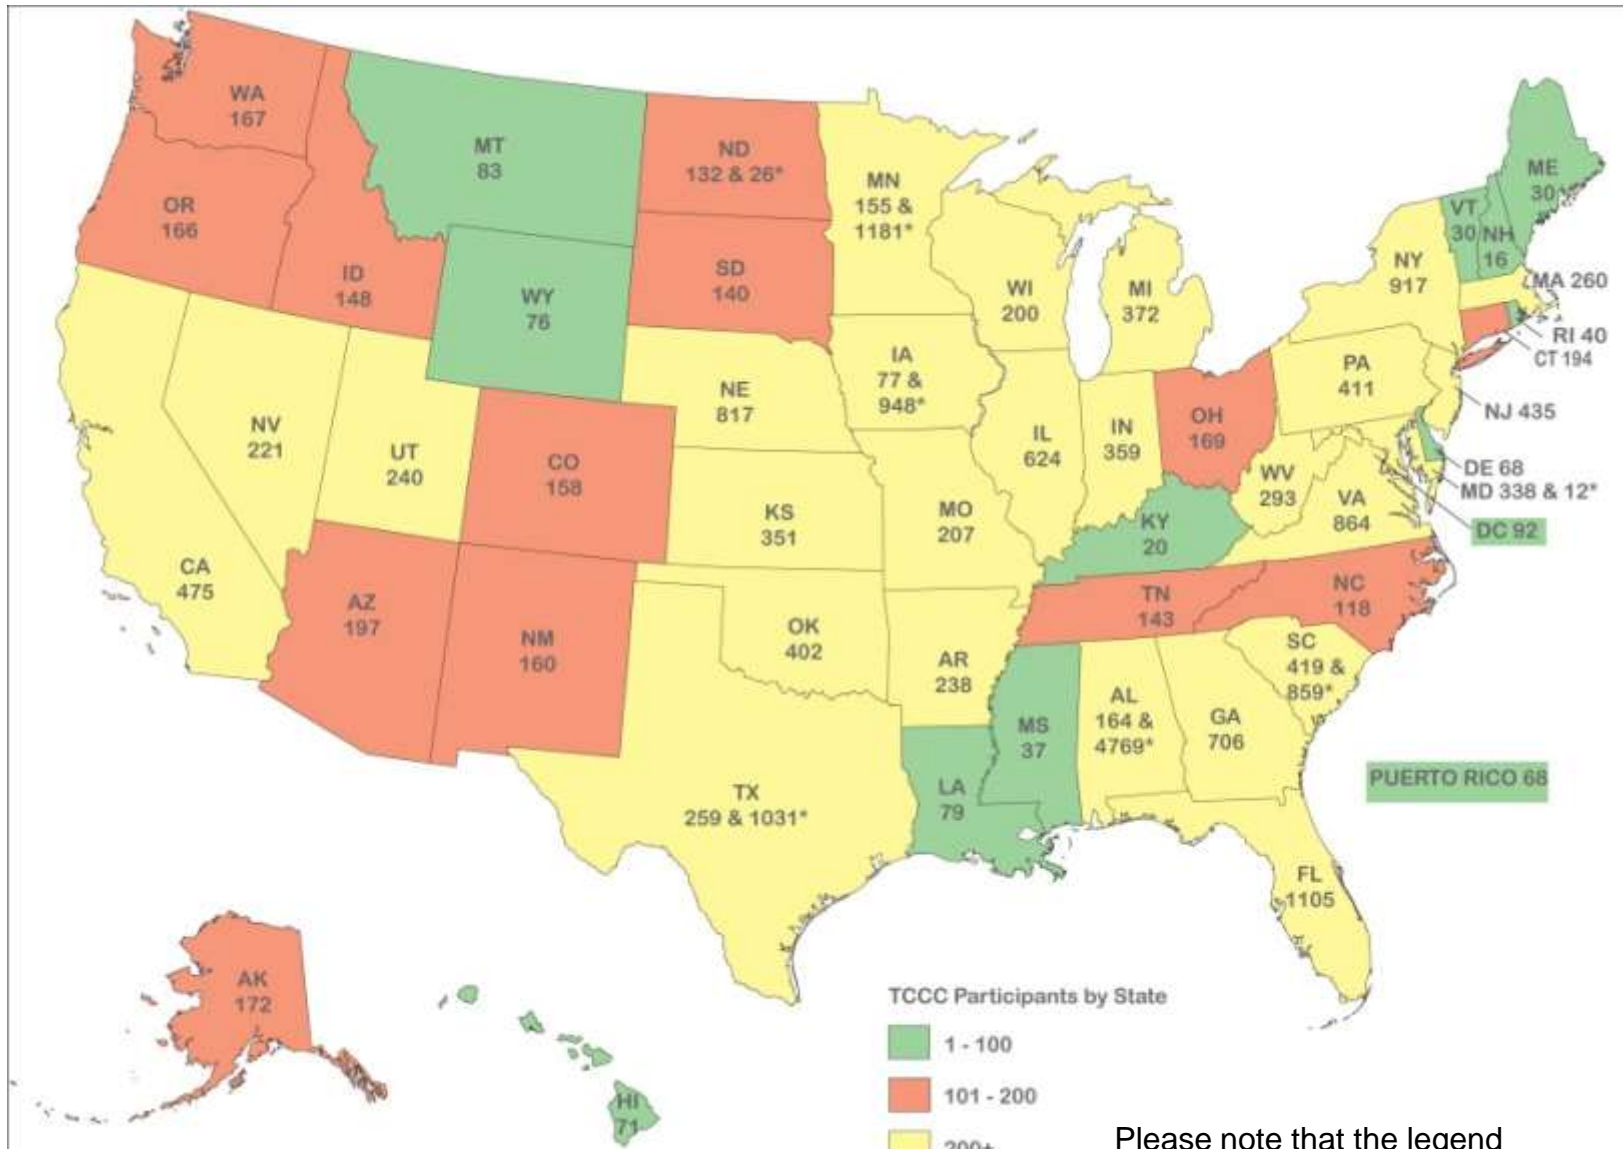 WA
167
OR
166
ID
148
MT
83
WY
76
ND
132 & 26*
SD
140
MN
155 &
1181*
WI
200
MI
372
IA
77 &
948*
NE
817
NV
221
UT
240
CO
158
CA
475
AZ
197
NM
160
KS
351
OK
402
TX
259 & 1031*
MO
207
AR
238
LA
79
IL
624
IN
359
OH
169
KY
20
TN
143
MS
37
AL
164 &
4769*
GA
706
FL
1105
SC
419 &
859*
NC
118
VA
864
WV
293
PA
411
NY
917
VT
30
NH
16
ME
30
MA 260
RI 40
CT 194
NJ 435
DE 68
MD 338 & 12*
DC 92
PUERTO RICO 68
AK
172
HI
71
TCCC Participants by State
1 - 100
101 - 200
200+
Please note that the legend